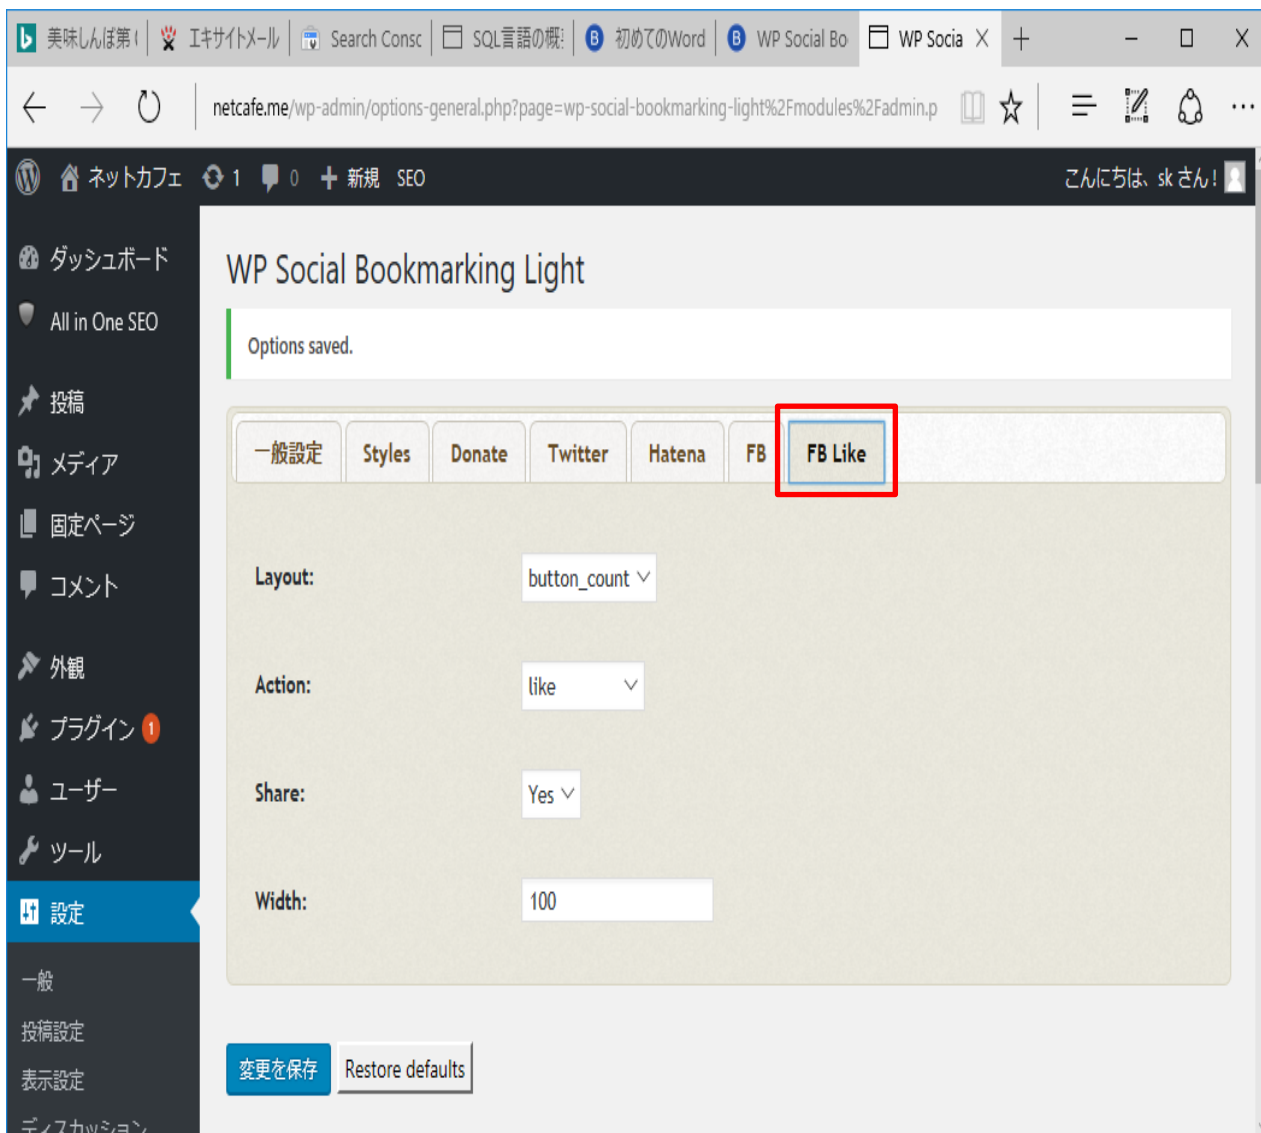 美味しんぼ第
エキサイトメール
Search Consc
SQL言語の概
初めてのWord
WP Social Bo
WP Socia
netcafe.me/wp-admin/options-general.php?page=wp-social-bookmarking-light%2Fmodules%2Fadmin.p
ネットカフェ 1 0 新規 SEO
こんにちは、sk さん!
ダッシュボード
All in One SEO
投稿
メディア
固定ページ
コメント
外観
プラグイン 1
ユーザー
ツール
設定
一般
投稿設定
表示設定
ディスカッション
WP Social Bookmarking Light
Options saved.
一般設定 Styles Donate Twitter Hatena FB FB Like
Layout: button_count
Action: like
Share: Yes
Width: 100
変更を保存 Restore defaults